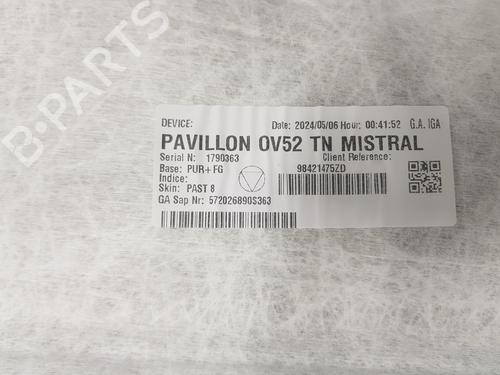 DEVICE:
Date: 2024/05/06 Hour: 00:41:52 G.A. IGA
PAVILLON OV52 TN MISTRAL
Serial N: 1790363
Client Reference:
Base: PUR+FG
98421475ZD
Indice:
Skin: PAST 8
GA Sap Nr: 572026890S363
B-PARTS